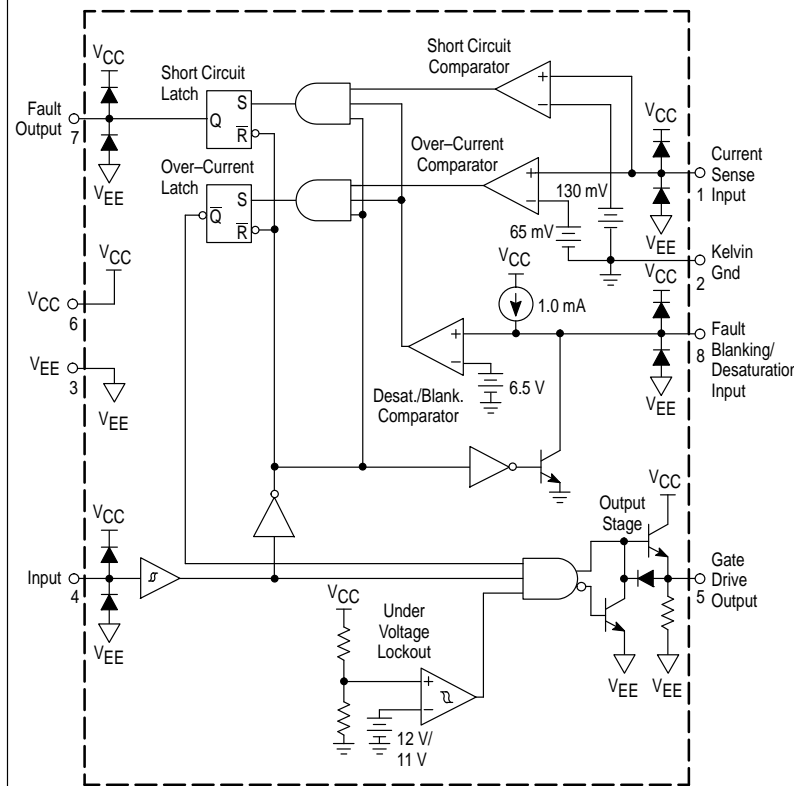 VCC
Fault
Output
7
VEE
Short Circuit
Latch
S
Q
R
Over–Current
Latch
S
Q
R
Short Circuit
Comparator
+
–
Over–Current
Comparator
+
–
130 mV
65 mV
VCC
Current
Sense
Input
1
VEE
Kelvin
Gnd
2
VCC
VCC
6
VEE
3
VEE
VCC
1.0 mA
+
–
6.5 V
Desat./Blank.
Comparator
VCC
Fault
Blanking/
Desaturation
Input
8
VEE
VCC
Input
4
VEE
VCC
Under
Voltage
Lockout
+
–
12 V/
11 V
Output
Stage
VCC
Gate
Drive
Output
5
VEE
VEE